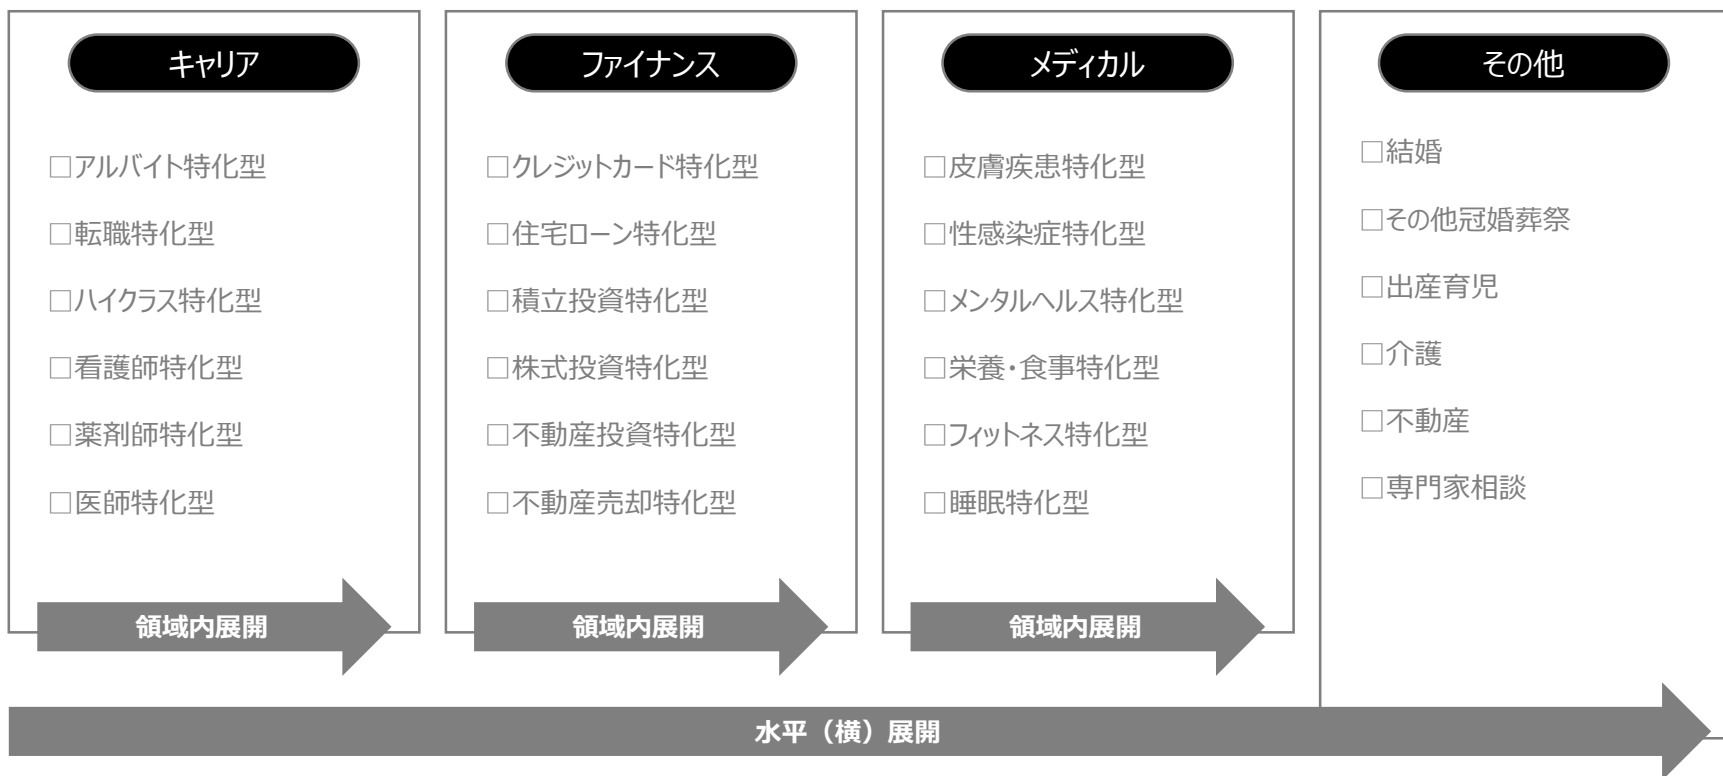 キャリア
□アルバイト特化型
□転職特化型
□ハイクラス特化型
□看護師特化型
□薬剤師特化型
□医師特化型
領域内展開
ファイナンス
□クレジットカード特化型
□住宅ローン特化型
□積立投資特化型
□株式投資特化型
□不動産投資特化型
□不動産売却特化型
領域内展開
メディカル
□皮膚疾患特化型
□性感染症特化型
□メンタルヘルス特化型
□栄養・食事特化型
□フィットネス特化型
□睡眠特化型
領域内展開
その他
□結婚
□その他冠婚葬祭
□出産育児
□介護
□不動産
□専門家相談
水平（横）展開